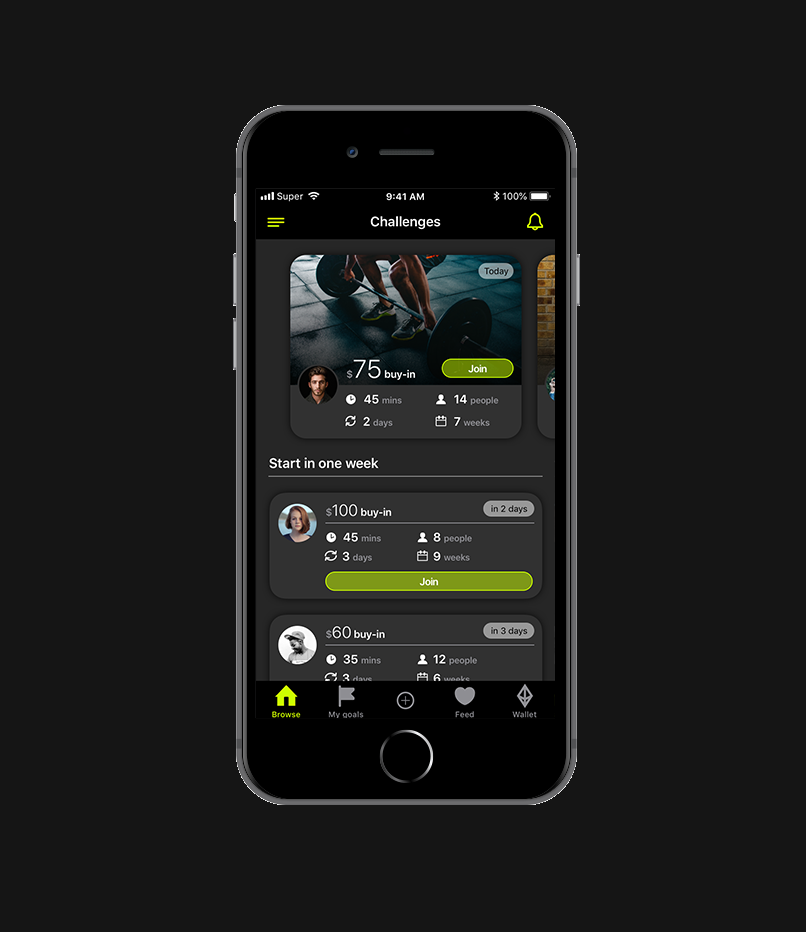 Super 9:41 AM 100%
Challenges
Today
$75 buy-in Join
45 mins 14 people
2 days 7 weeks
Start in one week
$100 buy-in in 2 days
45 mins 8 people
3 days 9 weeks
Join
$60 buy-in in 3 days
35 mins 12 people
3 days 6 weeks
Browse My goals Feed Wallet